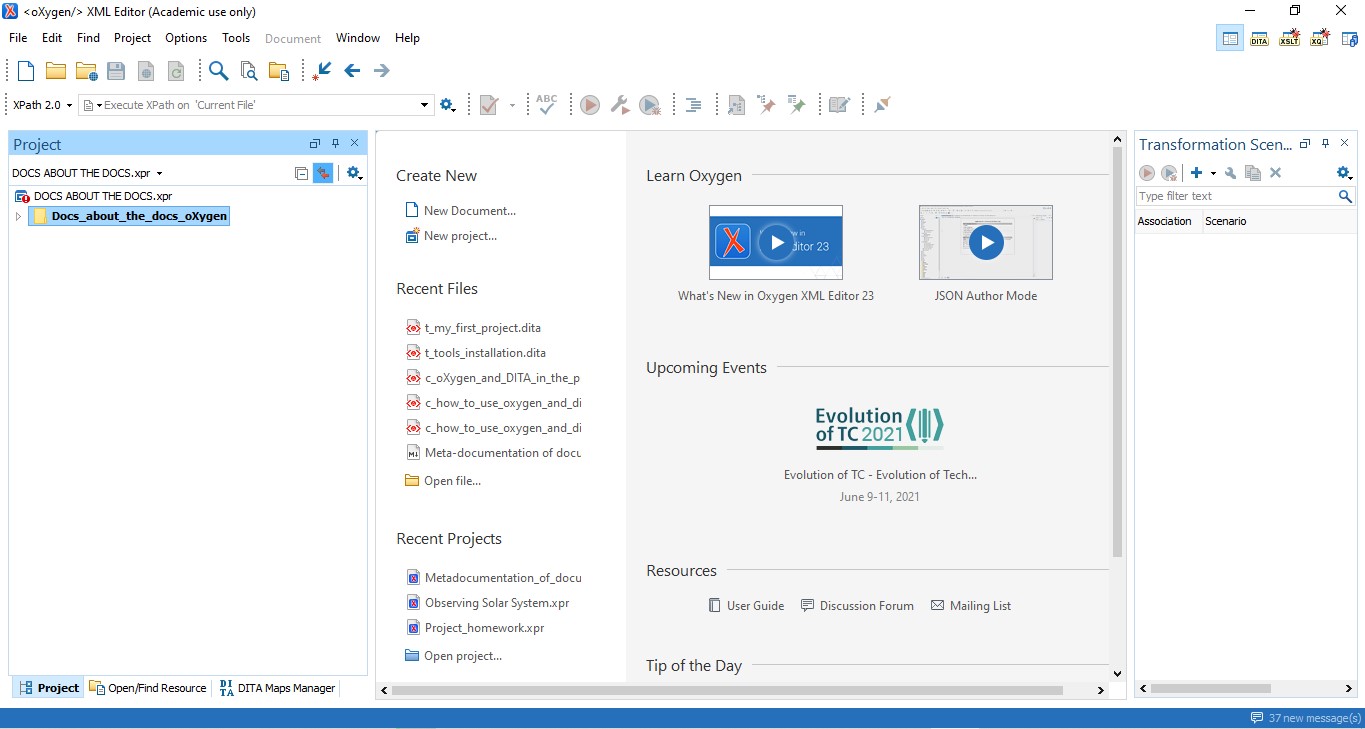 <oXygen/> XML Editor (Academic use only)
File Edit Find Project Options Tools Document Window Help
DITA XSLT XQ
XPath 2.0 Execute XPath on 'Current File' ABC
Project
DOCS ABOUT THE DOCS.xpr
DOCS ABOUT THE DOCS.xpr
Docs_about_the_docs_oXygen
Project Open/Find Resource DITA DITA Maps Manager
Create New
New Document...
New project...
Recent Files
t_my_first_project.dita
t_tools_installation.dita
c_oXygen_and_DITA_in_the_p
c_how_to_use_oxygen_and_di
c_how_to_use_oxygen_and_di
Meta-documentation of docu
Open file...
Recent Projects
Metadocumentation_of_docu
Observing Solar System.xpr
Project_homework.xpr
Open project...
Learn Oxygen
ditor 23
What's New in Oxygen XML Editor 23
JSON Author Mode
Upcoming Events
Evolution
of TC 2021
Evolution of TC - Evolution of Tech...
June 9-11, 2021
Resources
User Guide Discussion Forum Mailing List
Tip of the Day
Transformation Scen...
Type filter text
Association Scenario
37 new message(s)